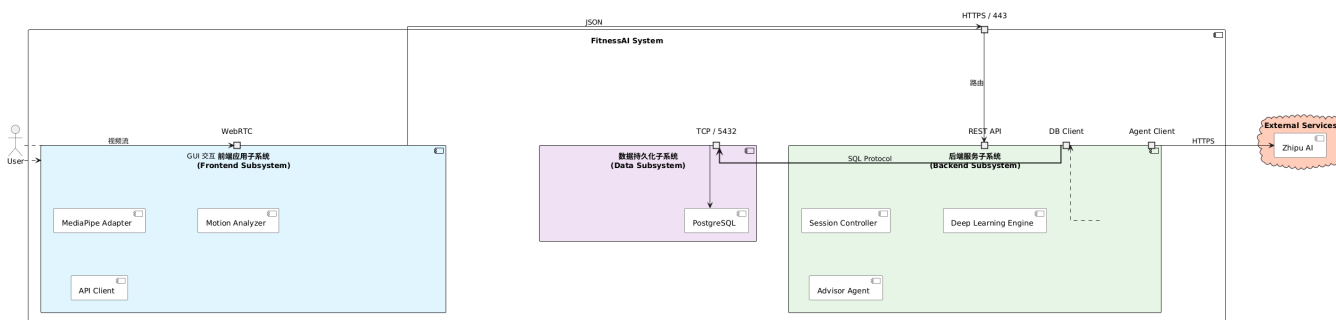 HTTPS / 443
JSON
FitnessAI System
路由
视频流
WebRTC
TCP / 5432
REST API
DB Client
Agent Client
HTTPS
External Services
Zhipu AI
User
GUI 交互
前端应用子系统
(Frontend Subsystem)
数据持久化子系统
(Data Subsystem)
SQL Protocol
后端服务子系统
(Backend Subsystem)
MediaPipe Adapter
Motion Analyzer
PostgreSQL
Session Controller
Deep Learning Engine
API Client
Advisor Agent